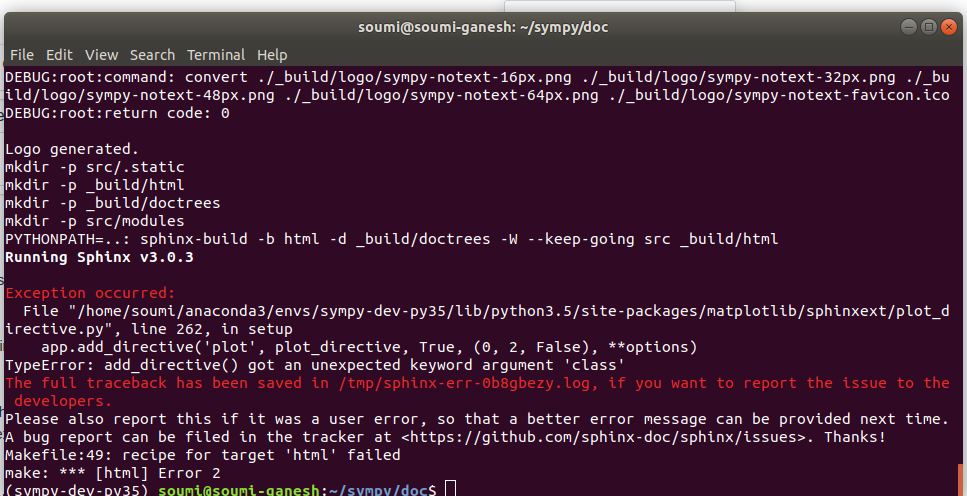 soumi@soumi-ganesh: ~/sympy/doc
File Edit View Search Terminal Help
DEBUG:root:command: convert ./_build/logo/sympy-notext-16px.png ./_build/logo/sympy-notext-32px.png ./_bu
ild/logo/sympy-notext-48px.png ./_build/logo/sympy-notext-64px.png ./_build/logo/sympy-notext-favicon.ico
DEBUG:root:return code: 0
Logo generated.
mkdir -p src/.static
mkdir -p _build/html
mkdir -p _build/doctrees
mkdir -p src/modules
PYTHONPATH=..: sphinx-build -b html -d _build/doctrees -W --keep-going src _build/html
Running Sphinx v3.0.3
Exception occurred:
File "/home/soumi/anaconda3/envs/sympy-dev-py35/lib/python3.5/site-packages/matplotlib/sphinxext/plot_d
irective.py", line 262, in setup
app.add_directive('plot', plot_directive, True, (0, 2, False), **options)
TypeError: add_directive() got an unexpected keyword argument 'class'
The full traceback has been saved in /tmp/sphinx-err-0b8gbezy.log, if you want to report the issue to the
developers.
Please also report this if it was a user error, so that a better error message can be provided next time.
A bug report can be filed in the tracker at <https://github.com/sphinx-doc/sphinx/issues>. Thanks!
Makefile:49: recipe for target 'html' failed
make: *** [html] Error 2
(sympy-dev-py35) soumi@soumi-ganesh:~/sympy/doc$